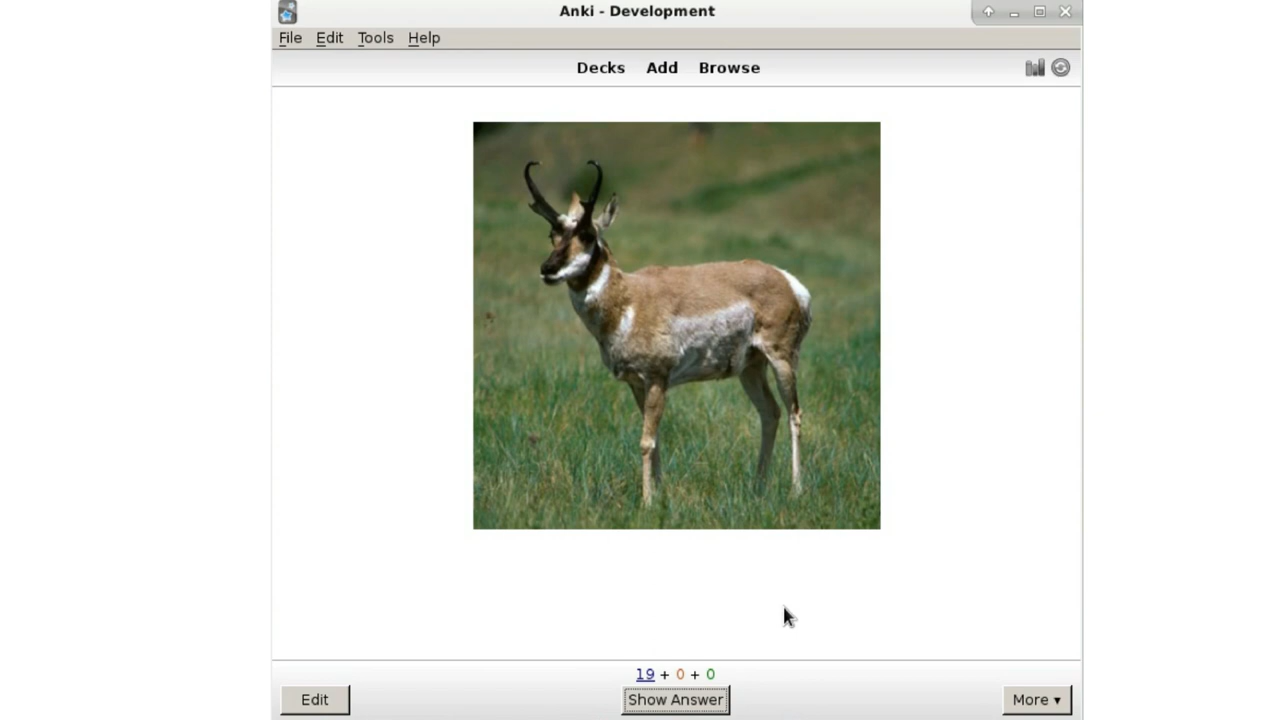 Anki - Development
File Edit Tools Help
Decks Add Browse
19 + 0 + 0
Edit Show Answer More ▾